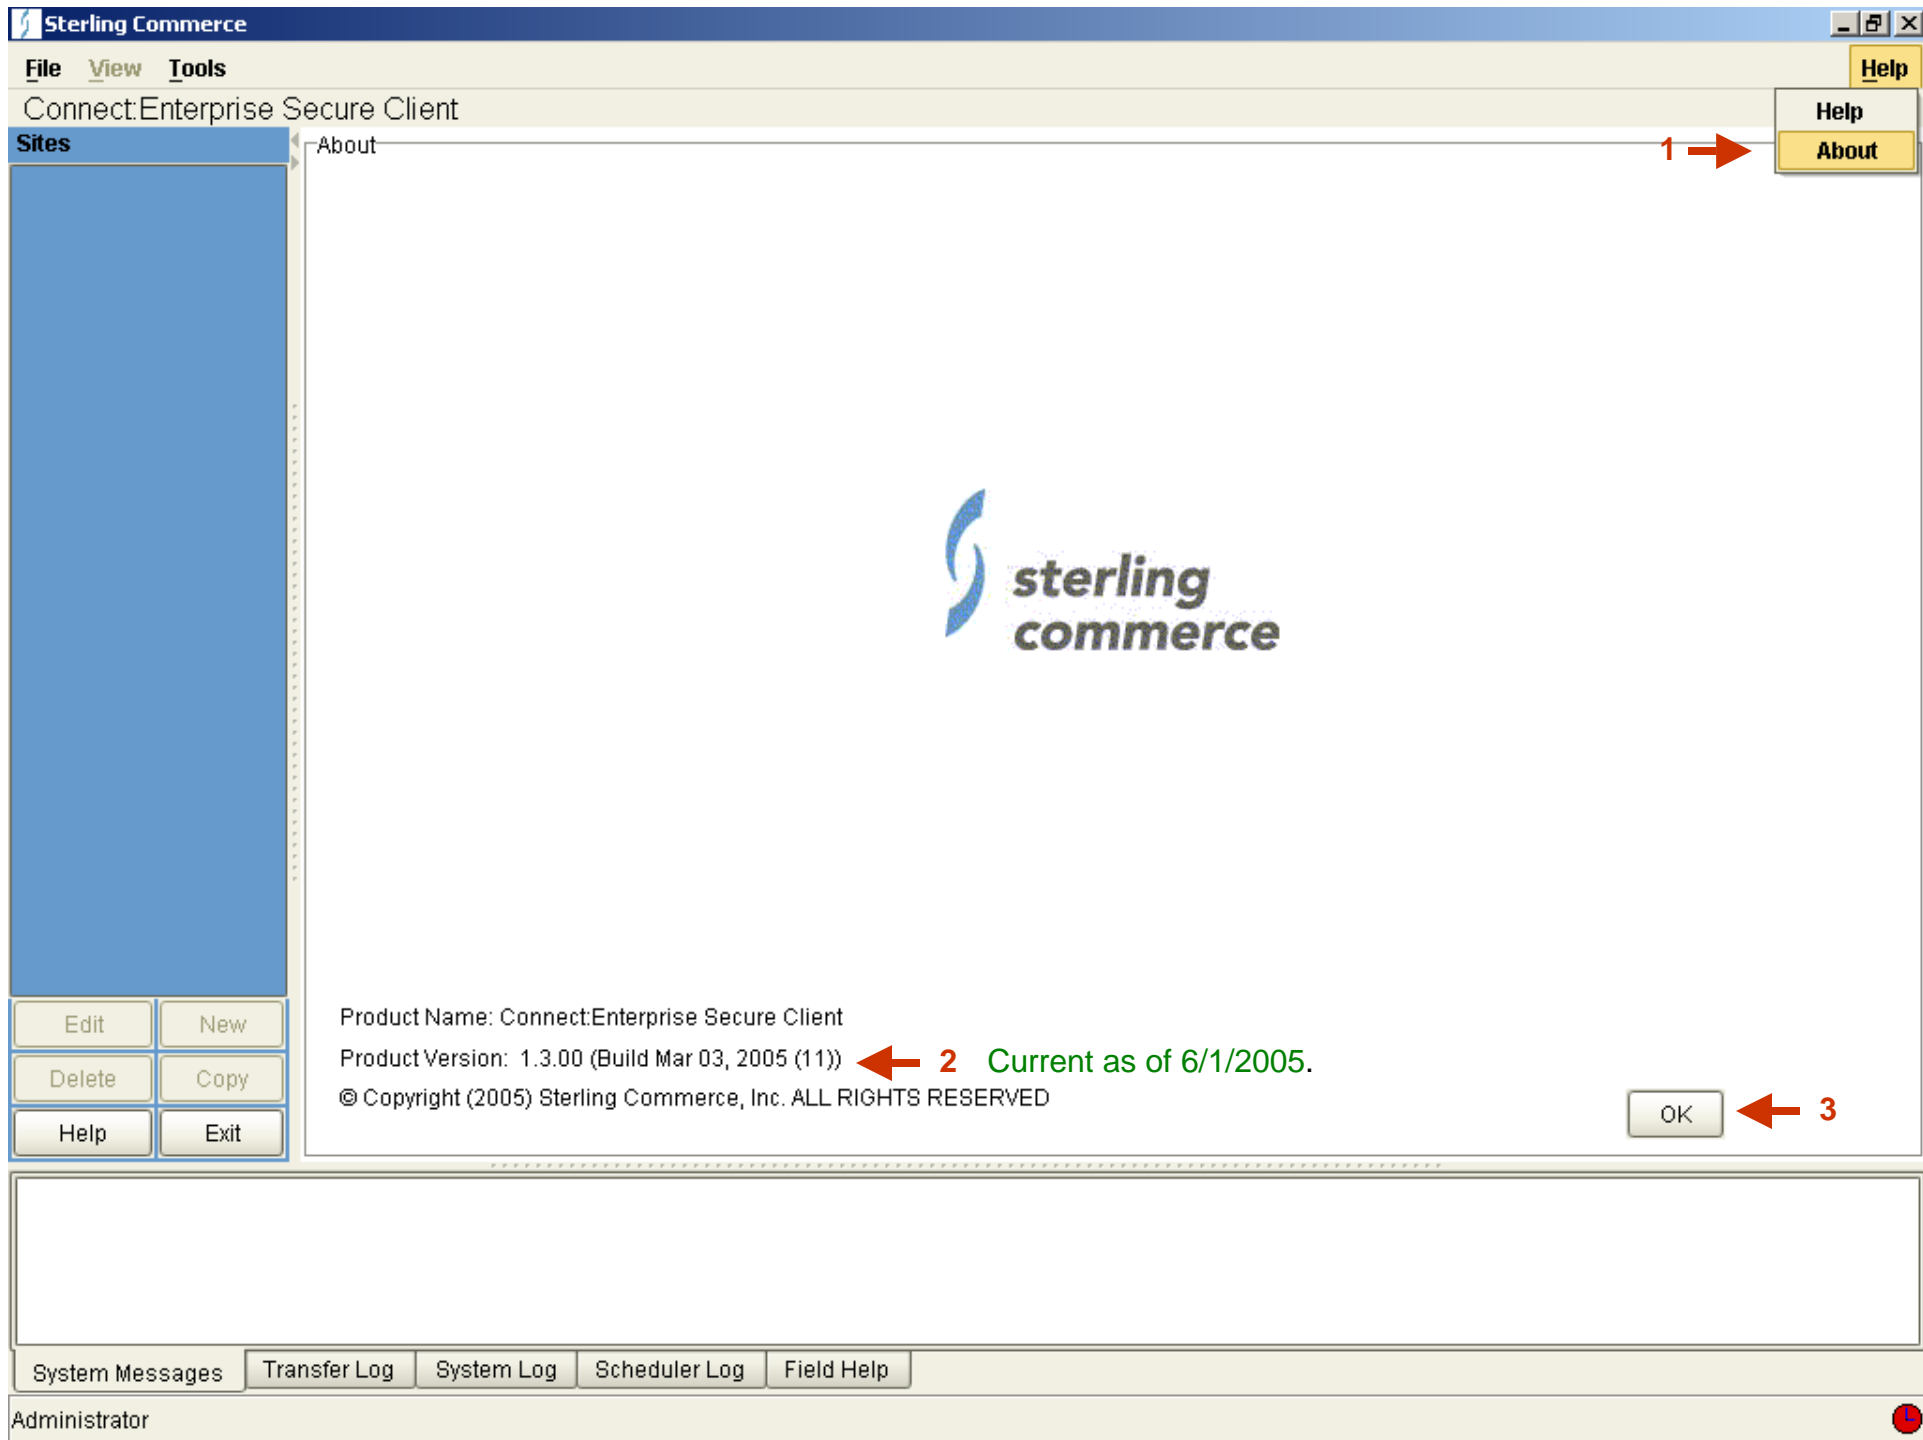 Sterling Commerce
File View Tools Help
Connect:Enterprise Secure Client
Help
Sites
About
1
About
sterling
commerce
Product Name: Connect:Enterprise Secure Client
Product Version: 1.3.00 (Build Mar 03, 2005 (11))
2 Current as of 6/1/2005.
© Copyright (2005) Sterling Commerce, Inc. ALL RIGHTS RESERVED
OK
3
Edit New
Delete Copy
Help Exit
System Messages Transfer Log System Log Scheduler Log Field Help
Administrator